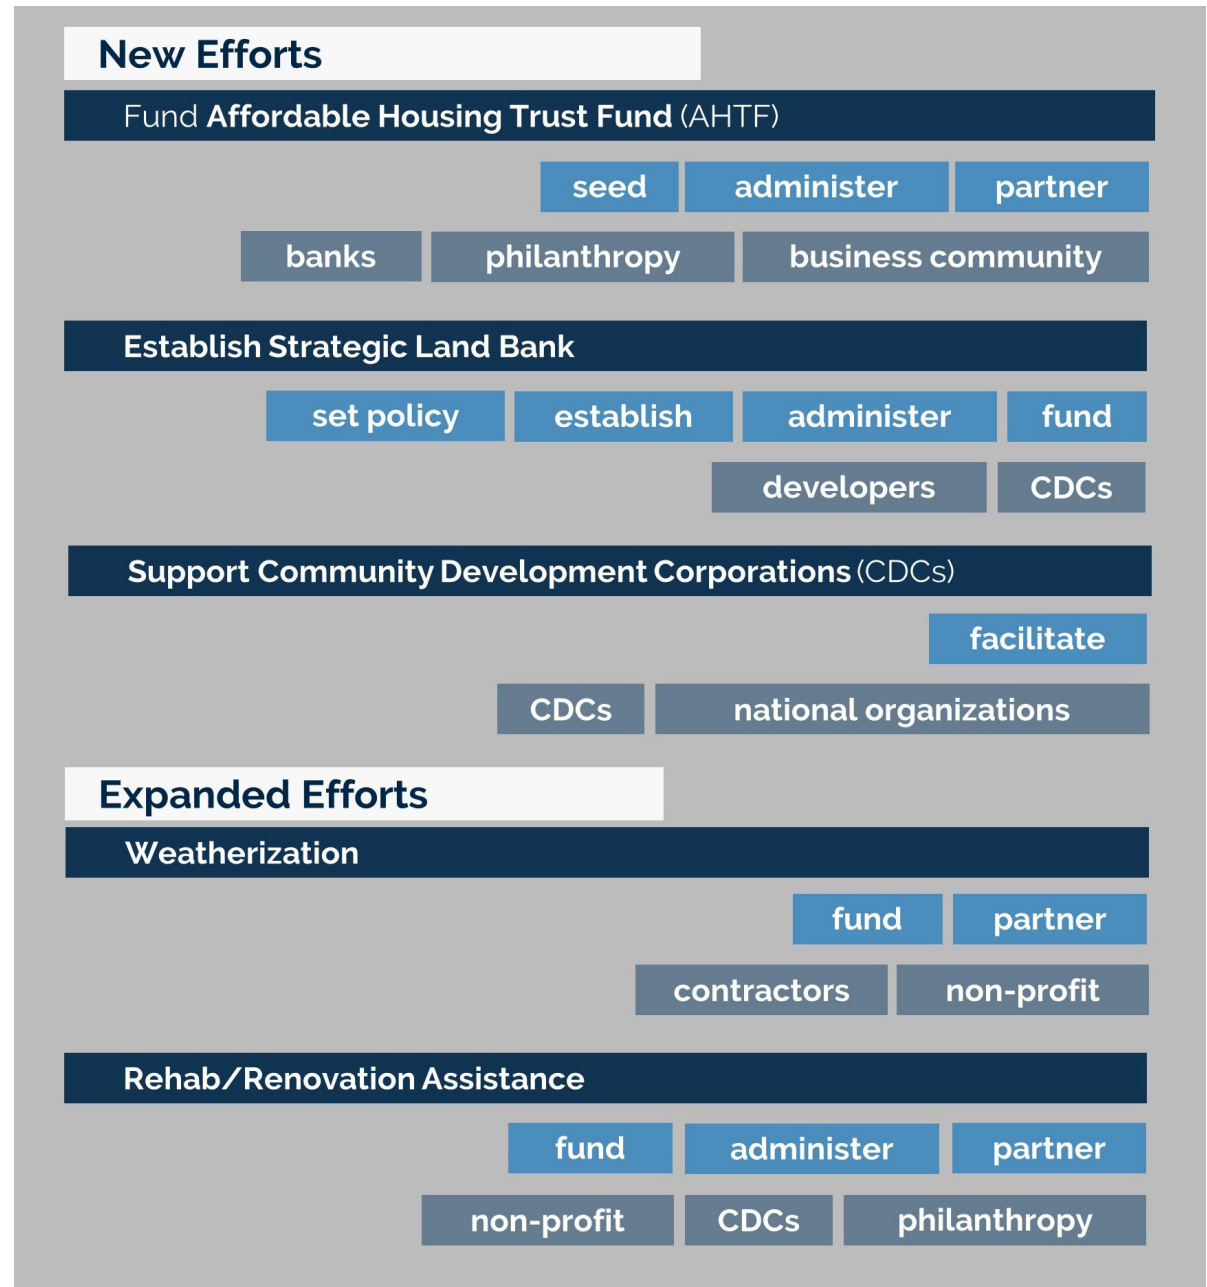 New Efforts
Fund Affordable Housing Trust Fund (AHTF)
seed administer partner
banks philanthropy business community
Establish Strategic Land Bank
set policy establish administer fund
developers CDCs
Support Community Development Corporations (CDCs)
facilitate
CDCs national organizations
Expanded Efforts
Weatherization
fund partner
contractors non-profit
Rehab/Renovation Assistance
fund administer partner
non-profit CDCs philanthropy